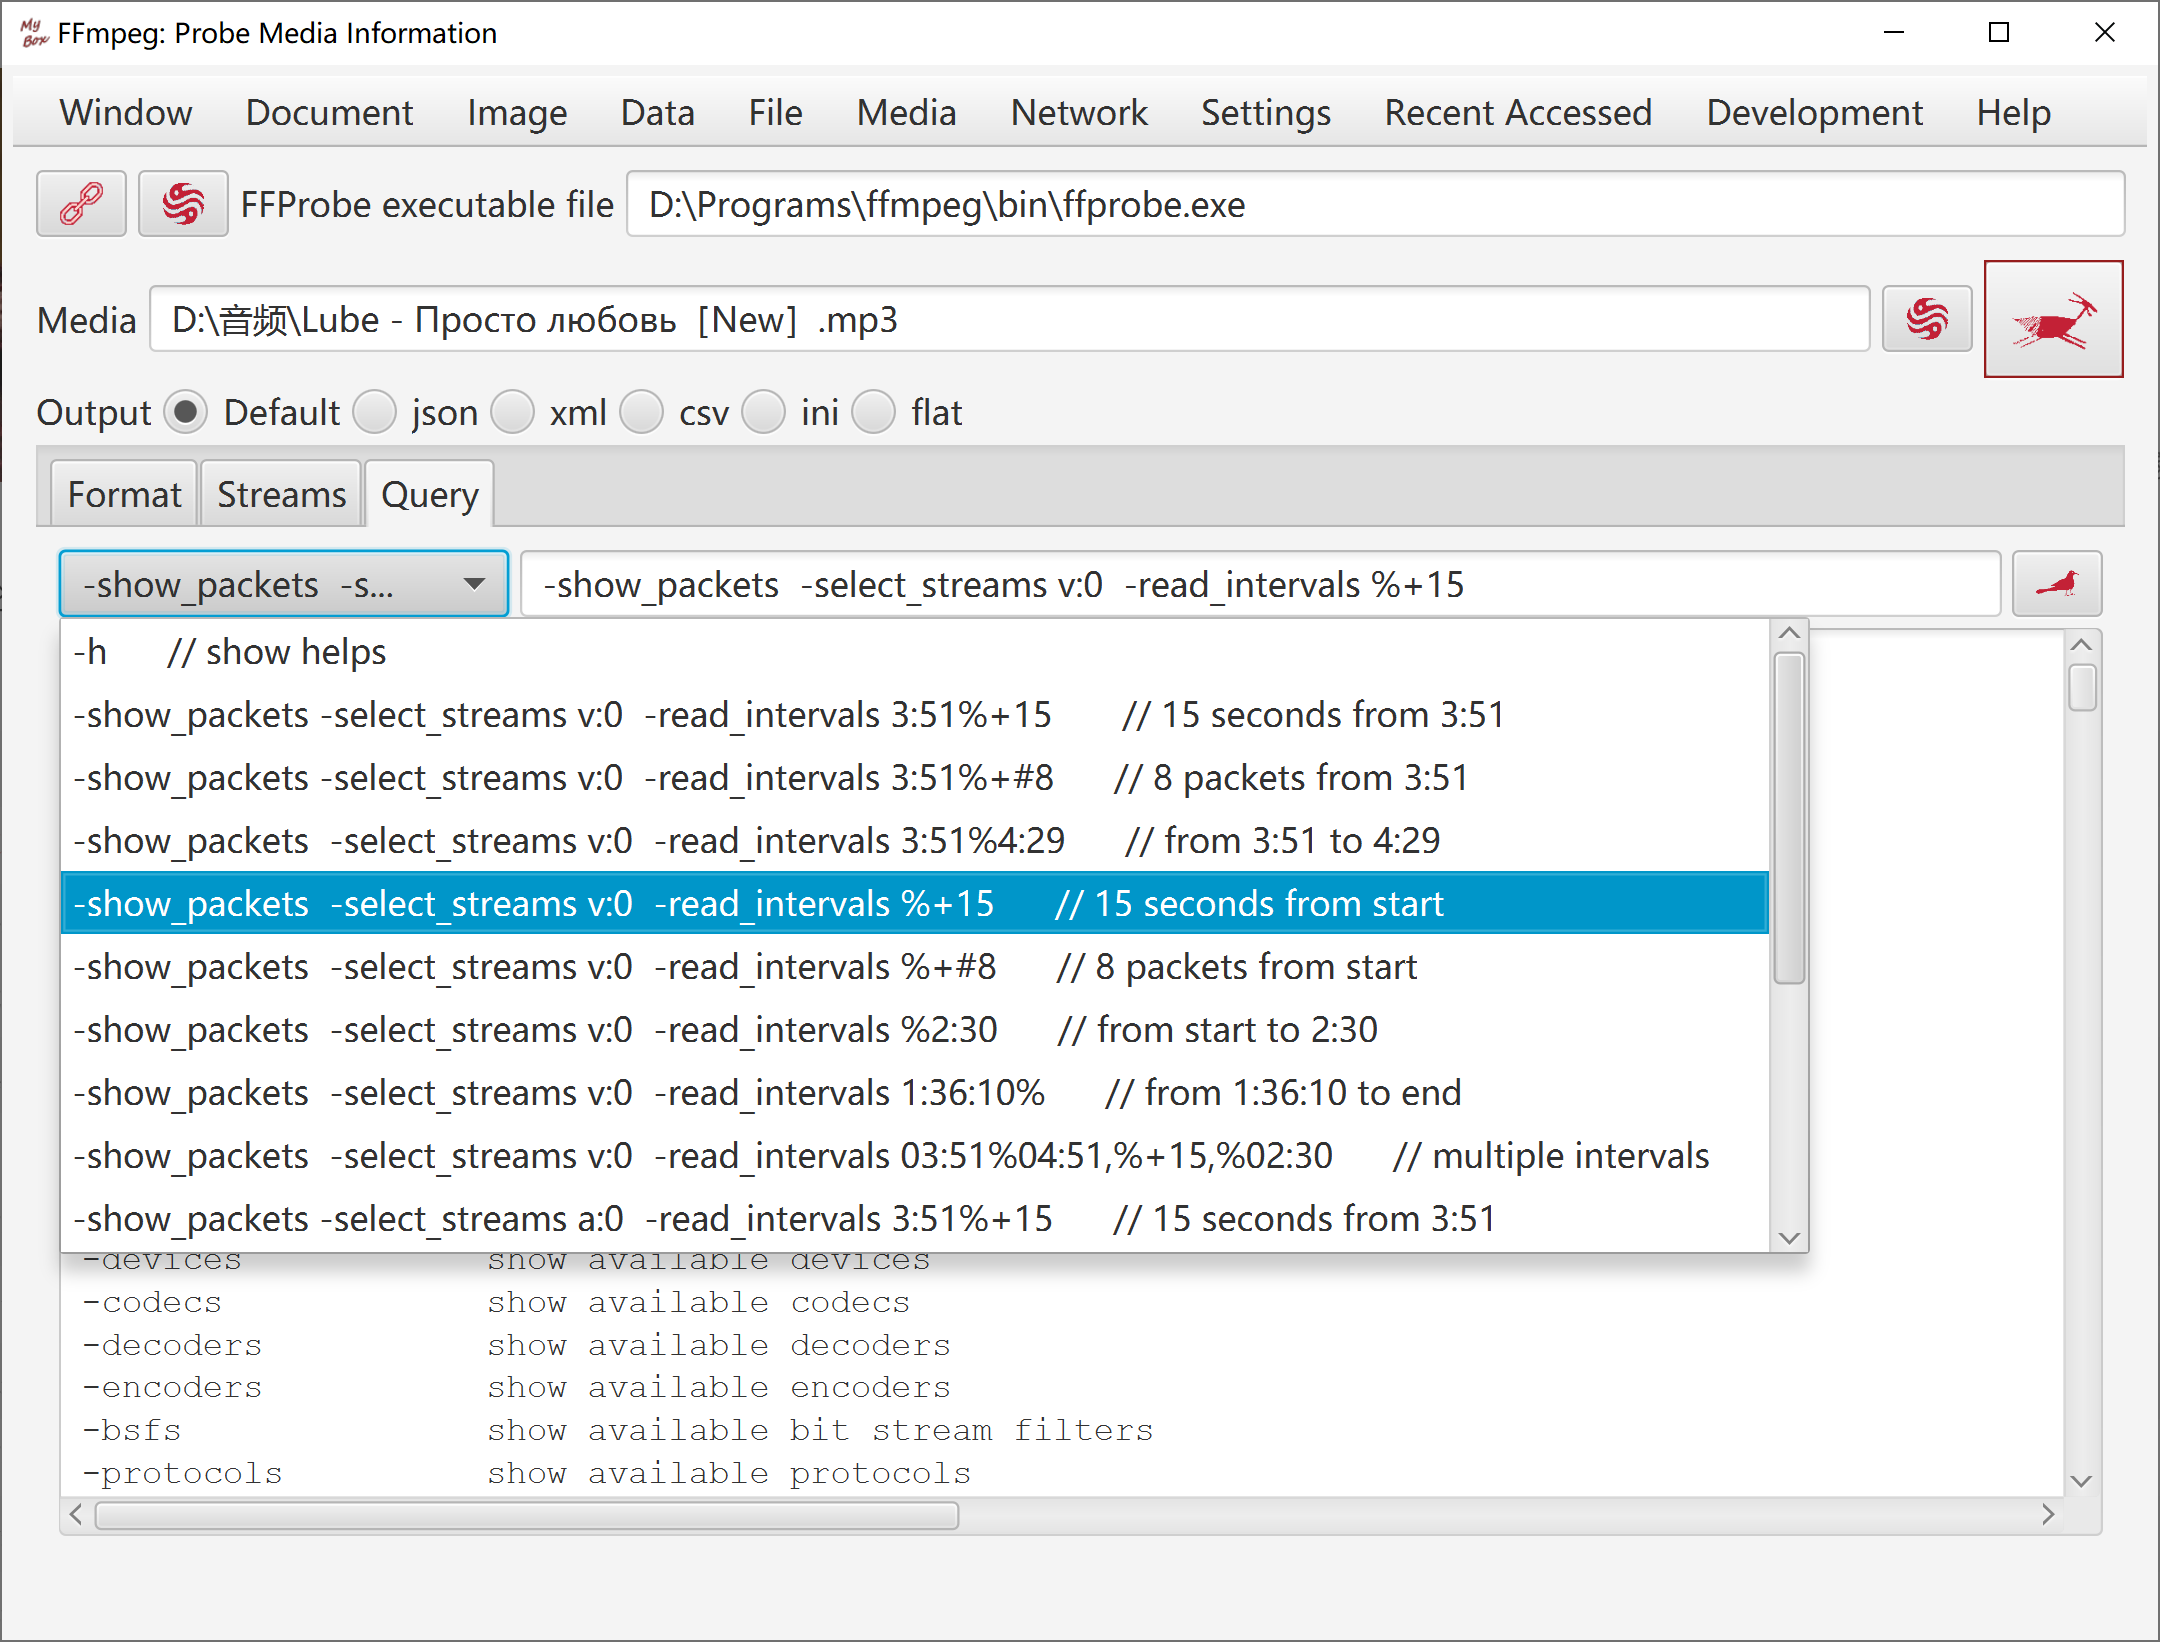 My Box FFmpeg: Probe Media Information
Window Document Image Data File Media Network Settings Recent Accessed Development Help
FFProbe executable file D:\Programs\ffmpeg\bin\ffprobe.exe
Media D:\音频\Lube - Просто любовь [New] .mp3
Output Default json xml csv ini flat
Format Streams Query
-show_packets -s... -show_packets -select_streams v:0 -read_intervals %+15
-h // show helps
-show_packets -select_streams v:0 -read_intervals 3:51%+15 // 15 seconds from 3:51
-show_packets -select_streams v:0 -read_intervals 3:51%+#8 // 8 packets from 3:51
-show_packets -select_streams v:0 -read_intervals 3:51%4:29 // from 3:51 to 4:29
-show_packets -select_streams v:0 -read_intervals %+15 // 15 seconds from start
-show_packets -select_streams v:0 -read_intervals %+#8 // 8 packets from start
-show_packets -select_streams v:0 -read_intervals %2:30 // from start to 2:30
-show_packets -select_streams v:0 -read_intervals 1:36:10% // from 1:36:10 to end
-show_packets -select_streams v:0 -read_intervals 03:51%04:51,%+15,%02:30 // multiple intervals
-show_packets -select_streams a:0 -read_intervals 3:51%+15 // 15 seconds from 3:51
-devices show available devices
-codecs show available codecs
-decoders show available decoders
-encoders show available encoders
-bsfs show available bit stream filters
-protocols show available protocols